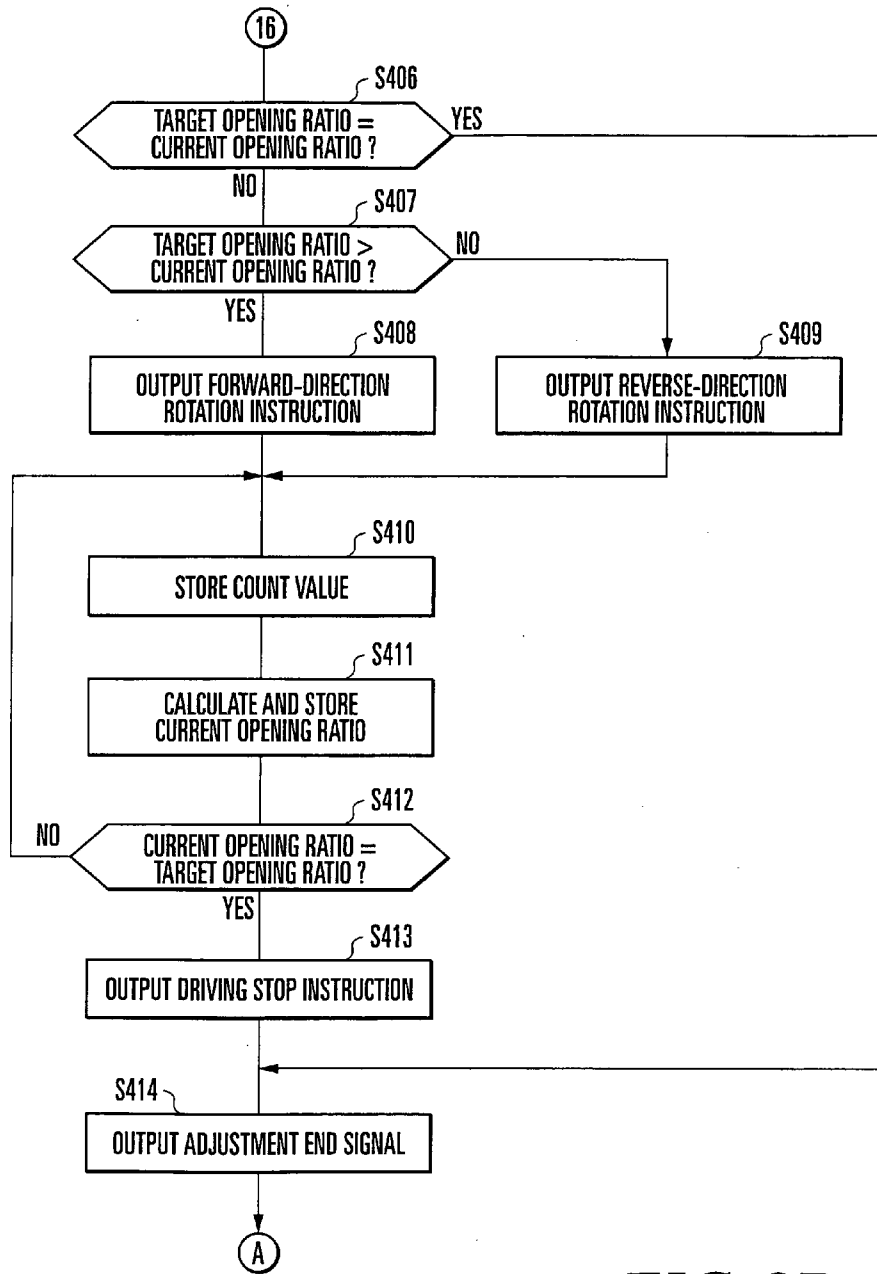 16
S406
TARGET OPENING RATIO =
CURRENT OPENING RATIO ?
YES
NO
S407
TARGET OPENING RATIO >
CURRENT OPENING RATIO ?
NO
YES
S408
OUTPUT FORWARD-DIRECTION
ROTATION INSTRUCTION
S409
OUTPUT REVERSE-DIRECTION
ROTATION INSTRUCTION
S410
STORE COUNT VALUE
S411
CALCULATE AND STORE
CURRENT OPENING RATIO
S412
NO
CURRENT OPENING RATIO =
TARGET OPENING RATIO ?
YES
S413
OUTPUT DRIVING STOP INSTRUCTION
S414
OUTPUT ADJUSTMENT END SIGNAL
A